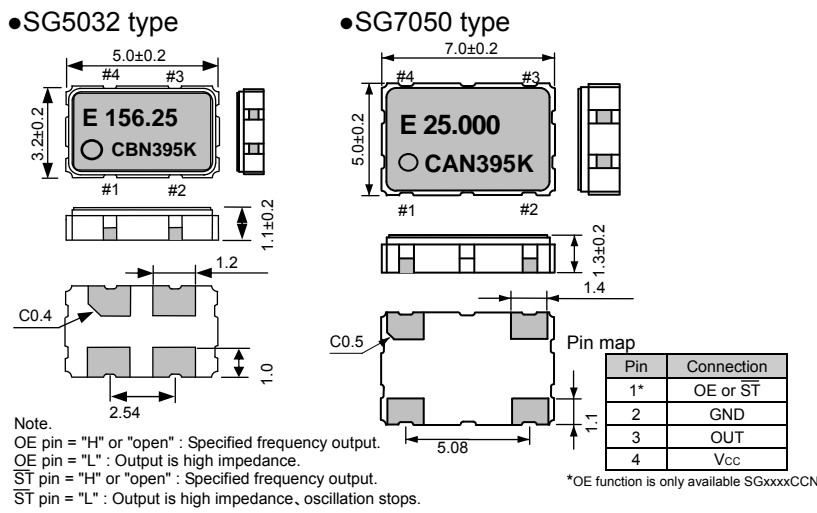 ●SG5032 type
5.0±0.2
#4 #3
3.2±0.2
E 156.25
CBN395K
#1 #2
1.1±0.2
1.2
C0.4
1.0
2.54
●SG7050 type
7.0±0.2
#4 #3
5.0±0.2
E 25.000
CAN395K
#1 #2
1.3±0.2
1.4
C0.5
1.1
5.08
Pin map
Pin Connection
1* OE or S̅T̅
2 GND
3 OUT
4 Vcc
*OE function is only available SGxxxxCCN
Note.
OE pin = "H" or "open" : Specified frequency output.
OE pin = "L" : Output is high impedance.
S̅T̅ pin = "H" or "open" : Specified frequency output.
S̅T̅ pin = "L" : Output is high impedance、oscillation stops.